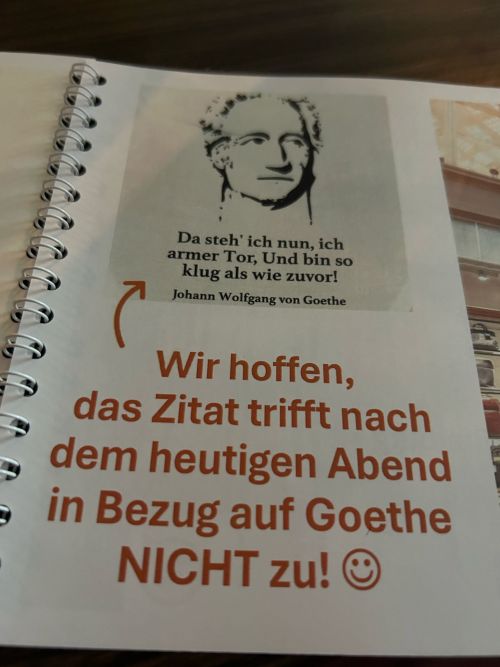 Da steh' ich nun, ich
armer Tor, Und bin so
klug als wie zuvor!
Johann Wolfgang von Goethe
Wir hoffen,
das Zitat trifft nach
dem heutigen Abend
in Bezug auf Goethe
NICHT zu! ☺